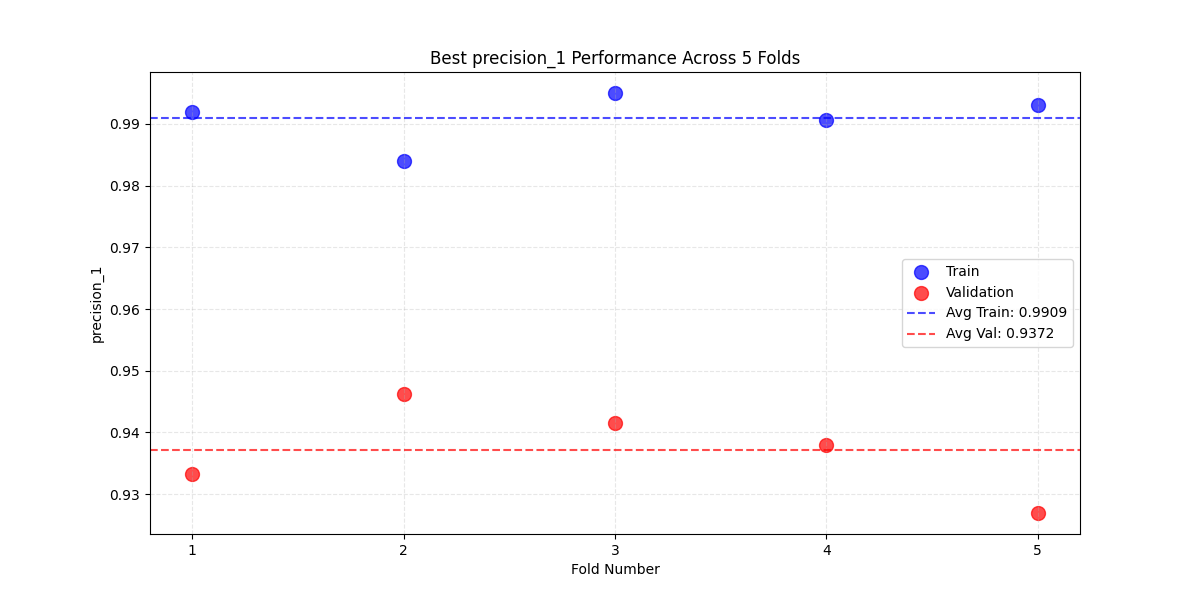 Best precision_1 Performance Across 5 Folds
precision_1
0.99
0.98
0.97
0.96
0.95
0.94
0.93
Train
Validation
Avg Train: 0.9909
Avg Val: 0.9372
1 2 3 4 5
Fold Number